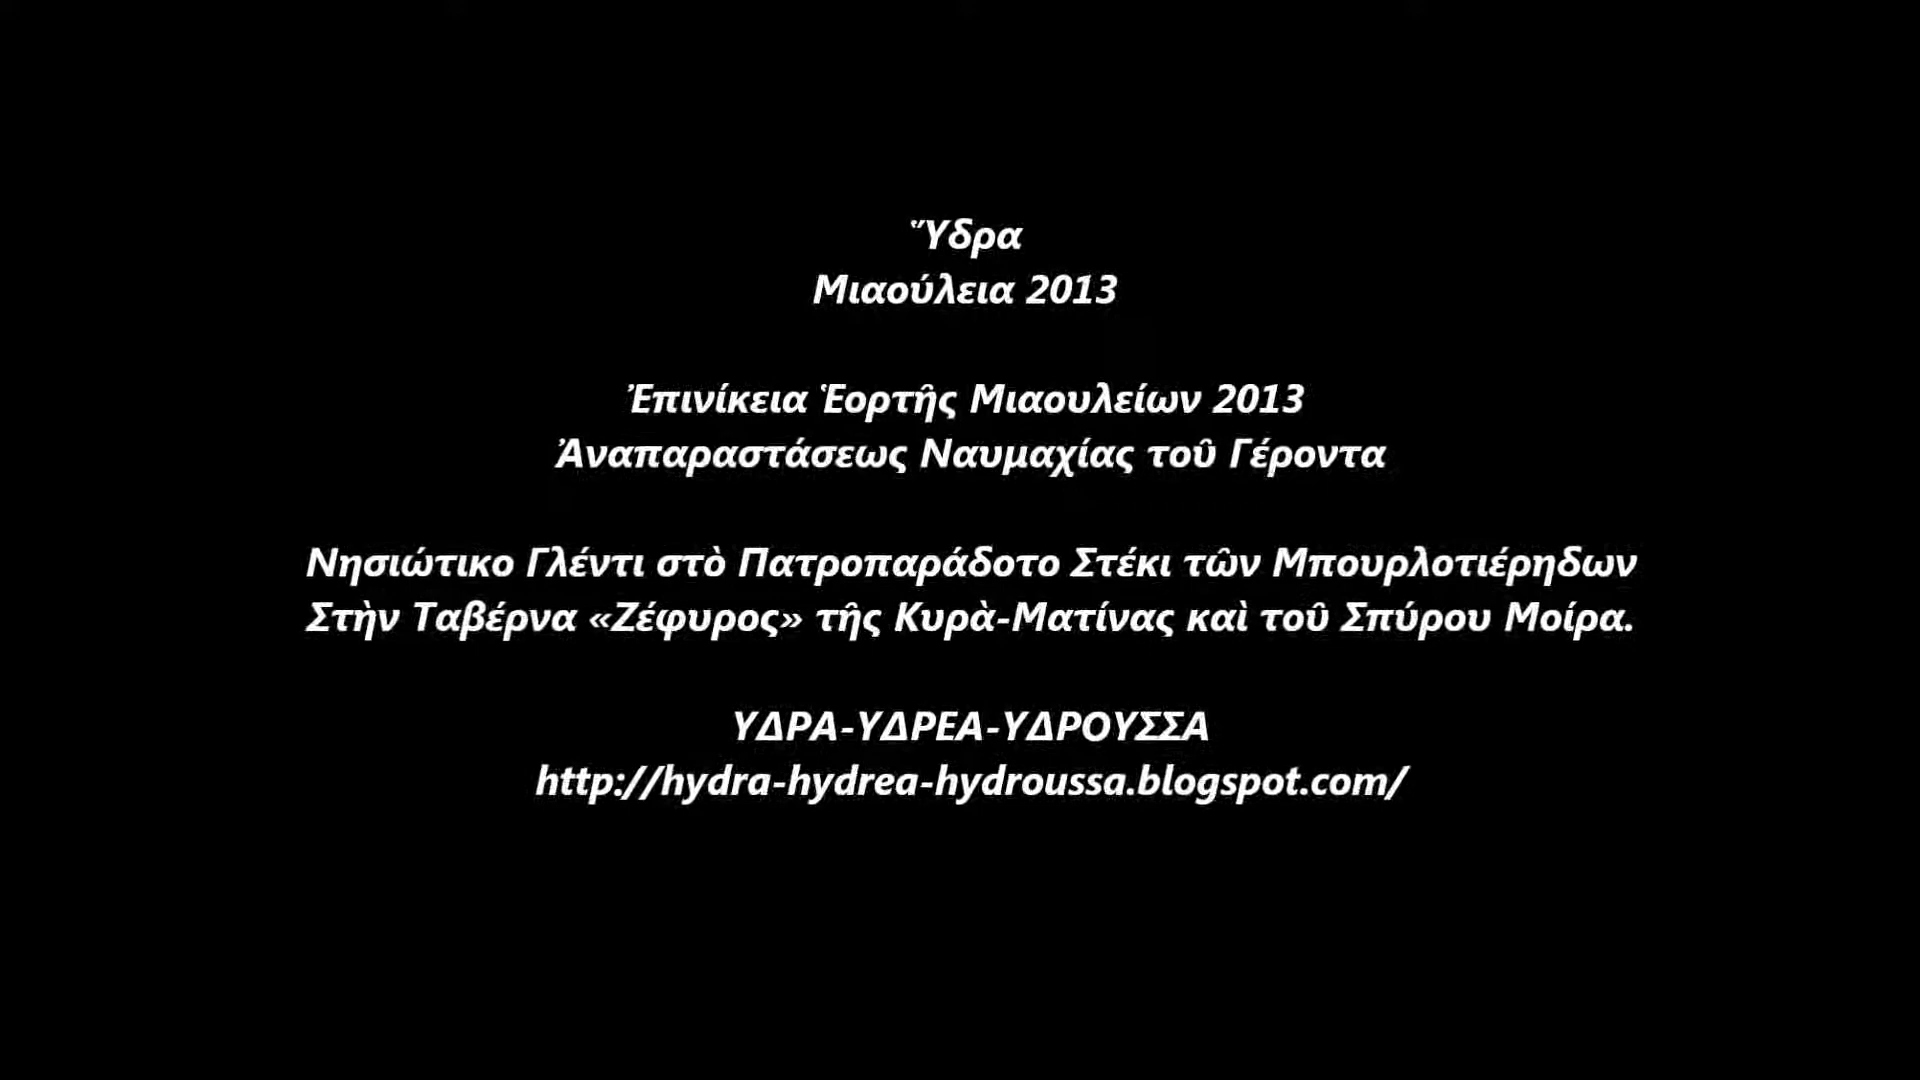 Ὕδρα
Μιαούλεια 2013
Ἐπινίκεια Ἑορτῆς Μιαουλείων 2013
Ἀναπαραστάσεως Ναυμαχίας τοῦ Γέροντα
Νησιώτικο Γλέντι στὸ Πατροπαράδοτο Στέκι τῶν Μπουρλοτιέρηδων
Στὴν Ταβέρνα «Ζέφυρος» τῆς Κυρὰ-Ματίνας καὶ τοῦ Σπύρου Μοίρα.
ΥΔΡΑ-ΥΔΡΕΑ-ΥΔΡΟΥΣΣΑ
http://hydra-hydrea-hydroussa.blogspot.com/